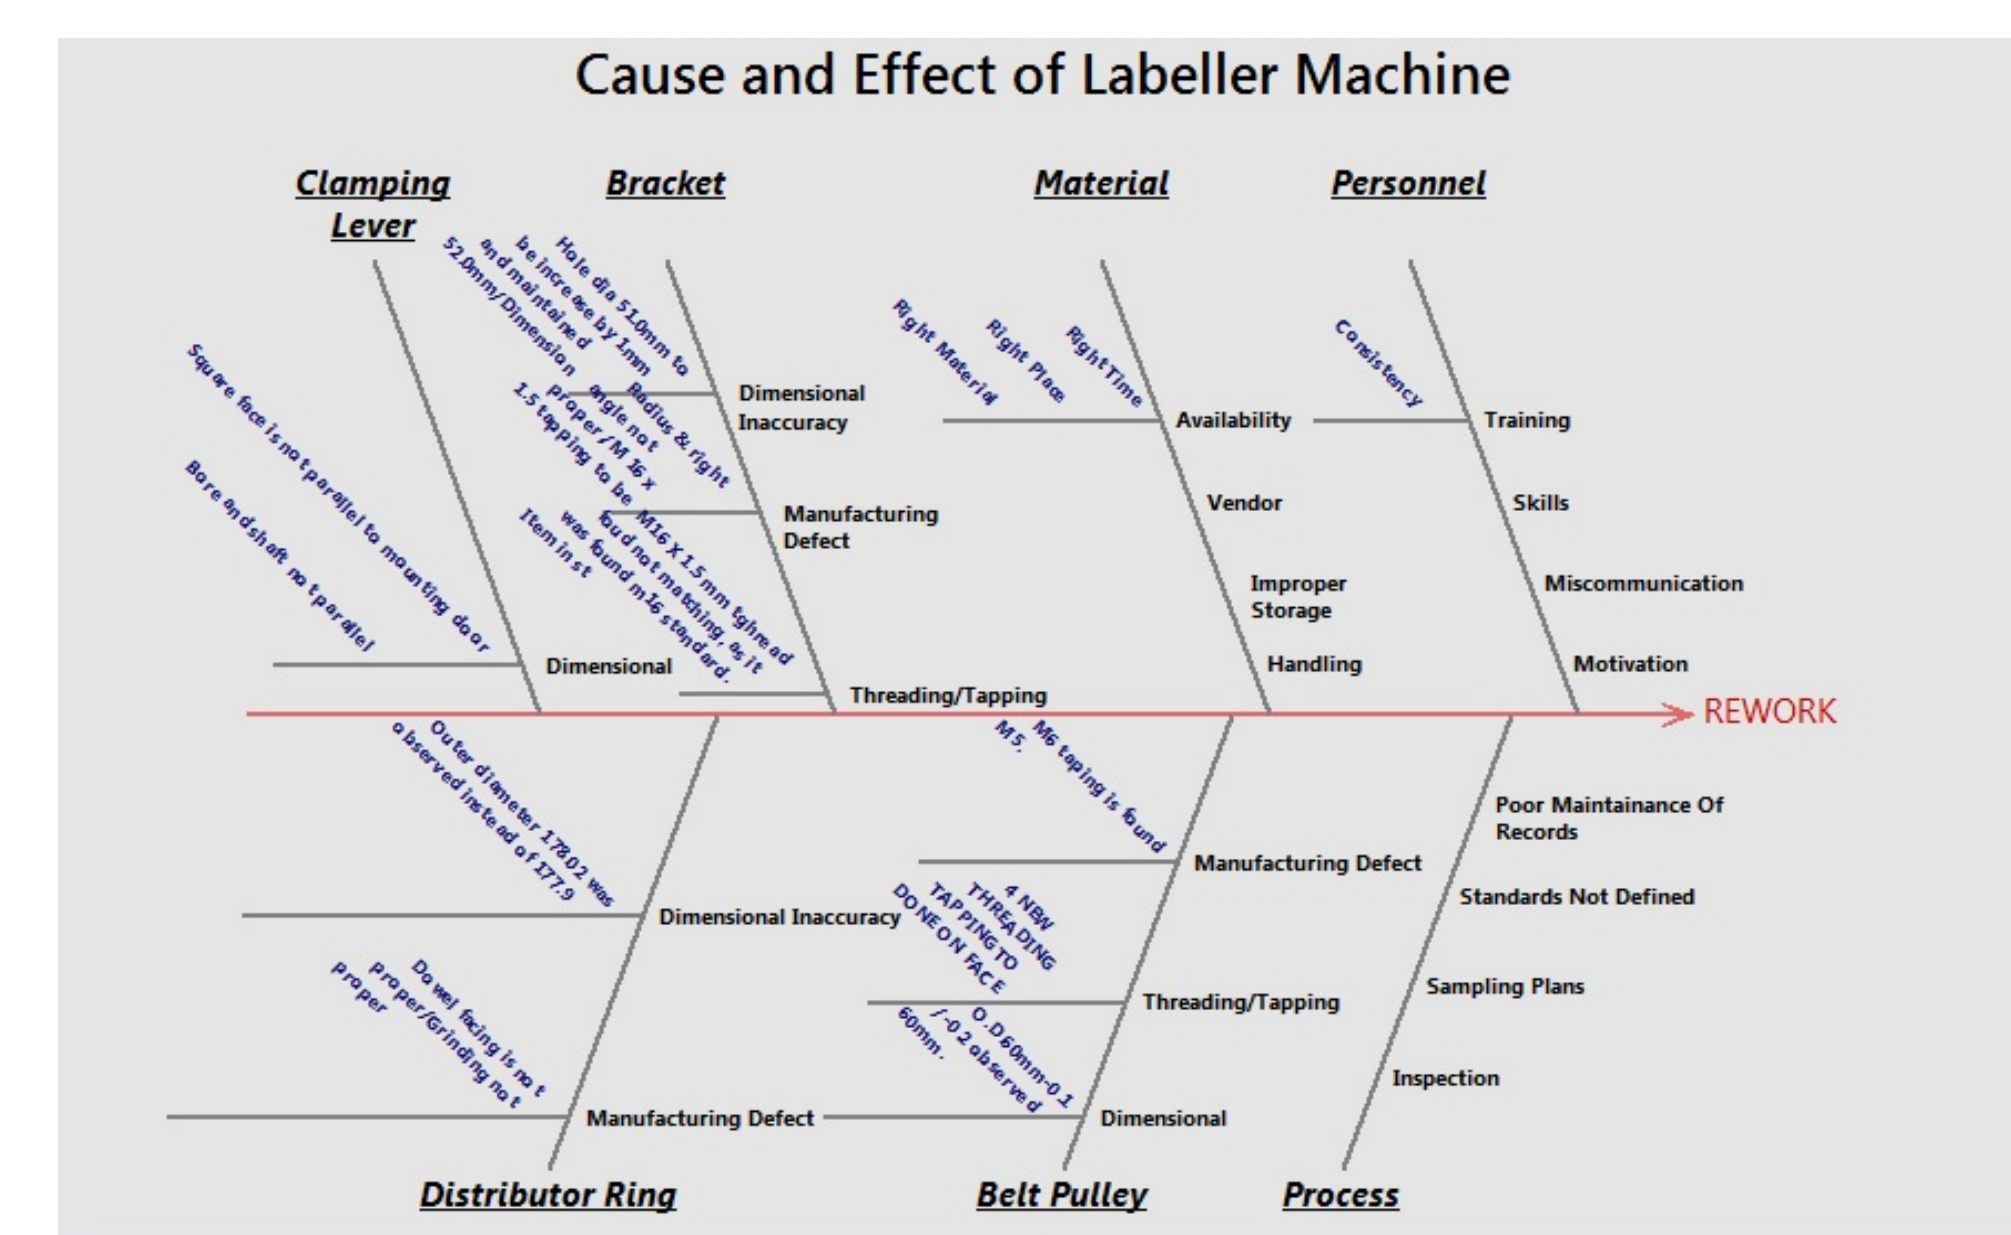 Cause and Effect of Labeller Machine
Clamping
Lever
Bracket
Material
Personnel
Square face is not parallel to mounting door
Bore and shaft not parallel
Dimensional
Hole dia 51.0mm to
be increase by 1mm
and maintained
52.0mm/Dimension
Dimensional
Inaccuracy
Radius & right
angle not
proper/M 16 x
1.5 tapping to be
Manufacturing
Defect
M16 X 1.5 mm tghread
foud not matching, as it
was found m16 standard.
Item in st
Threading/Tapping
Right Time
Right Place
Right Material
Availability
Vendor
Improper
Storage
Handling
Consistency
Training
Skills
Miscommunication
Motivation
REWORK
Outer diameter 178.02 was
observed instead of 177.9
Dimensional Inaccuracy
Dowel facing is not
proper/Grinding not
proper
Manufacturing Defect
M6 taping is found
M5.
Manufacturing Defect
4 NEW
THREADING
TAPPING TO
DONE ON FACE
Threading/Tapping
O.D 60mm-0.1
/-0.2 observed
60mm.
Dimensional
Poor Maintainance Of
Records
Standards Not Defined
Sampling Plans
Inspection
Distributor Ring
Belt Pulley
Process